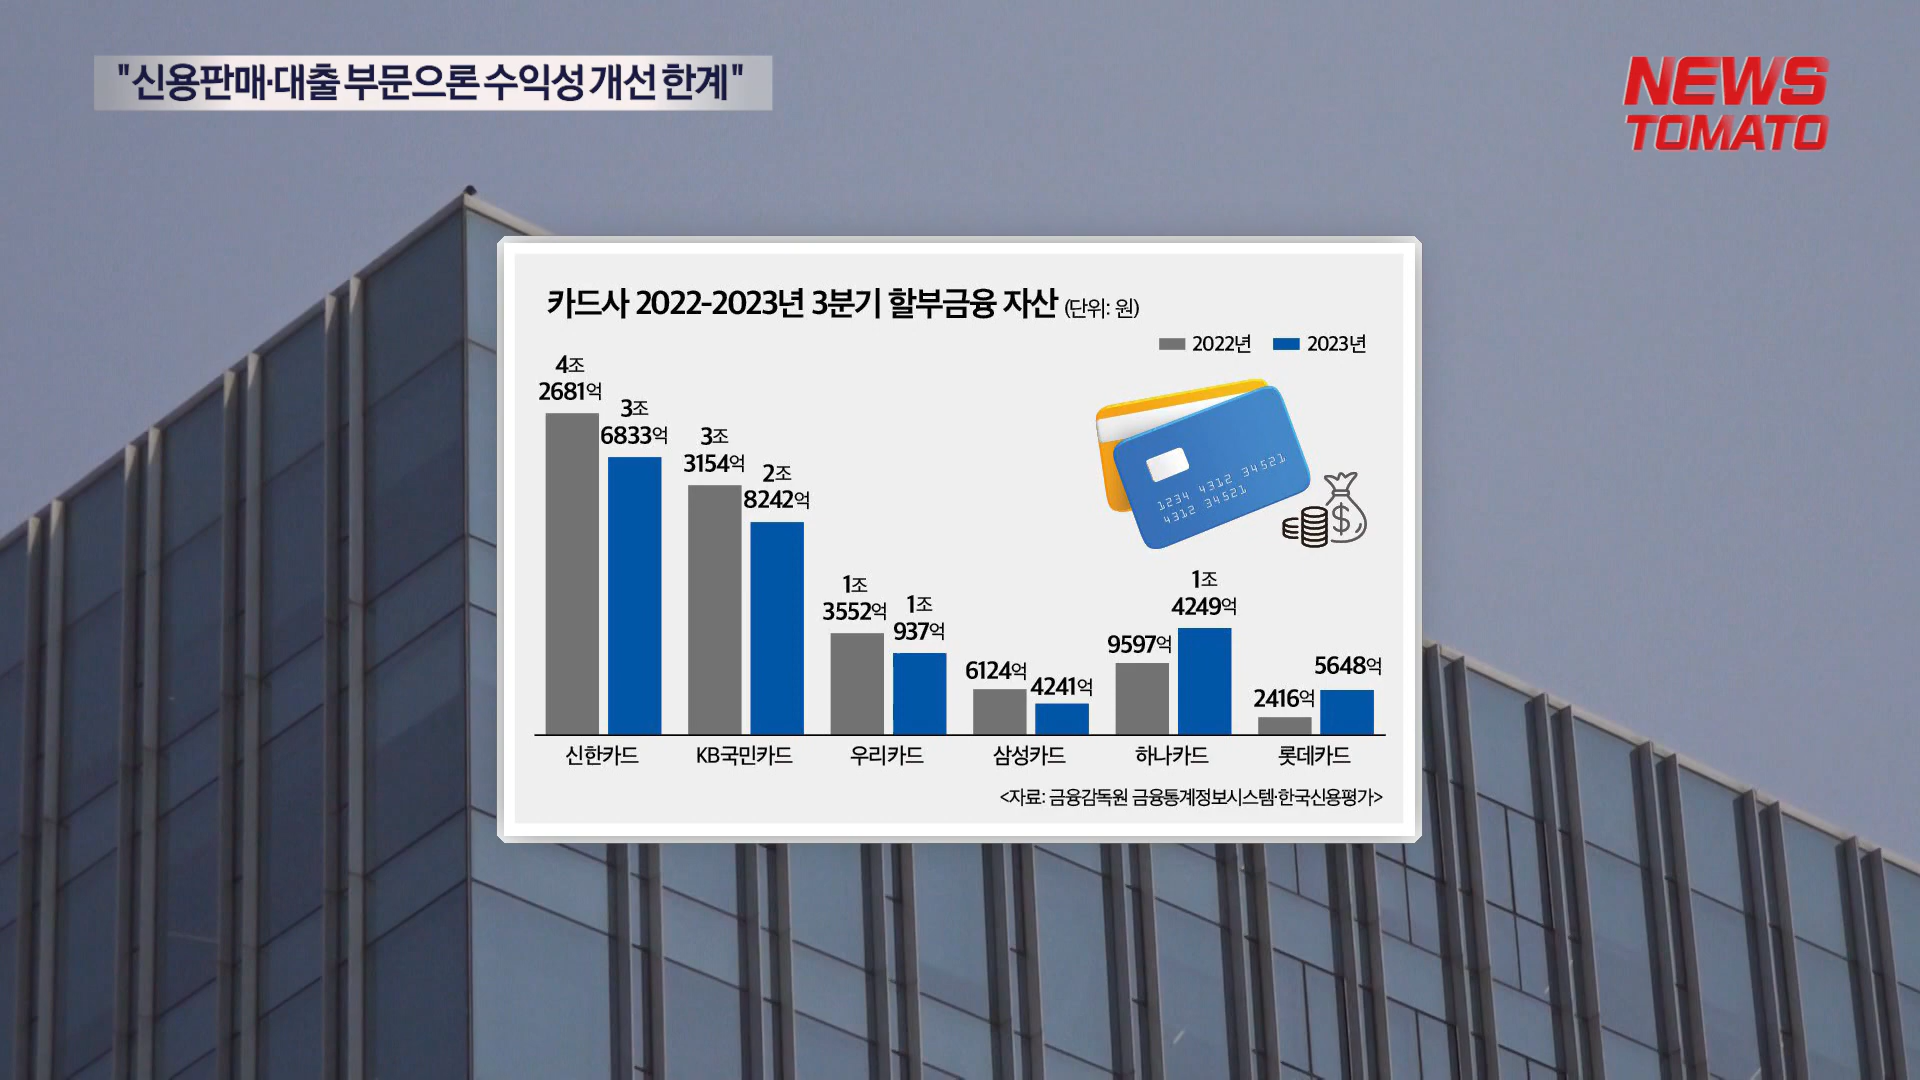 "신용판매·대출 부문으론 수익성 개선 한계"
NEWS
TOMATO
카드사 2022-2023년 3분기 할부금융 자산 (단위: 원)
2022년
2023년
4조
2681억
3조
6833억
3조
3154억
2조
8242억
1조
3552억
1조
937억
6124억
4241억
9597억
1조
4249억
2416억
5648억
1234 4312 34521
4312 34521
$
신한카드
KB국민카드
우리카드
삼성카드
하나카드
롯데카드
<자료: 금융감독원 금융통계정보시스템·한국신용평가>